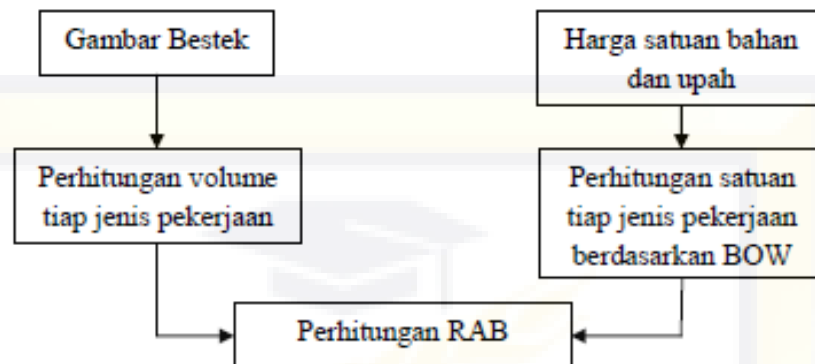 Gambar Bestek
Harga satuan bahan
dan upah
Perhitungan volume
tiap jenis pekerjaan
Perhitungan satuan
tiap jenis pekerjaan
berdasarkan BOW
Perhitungan RAB